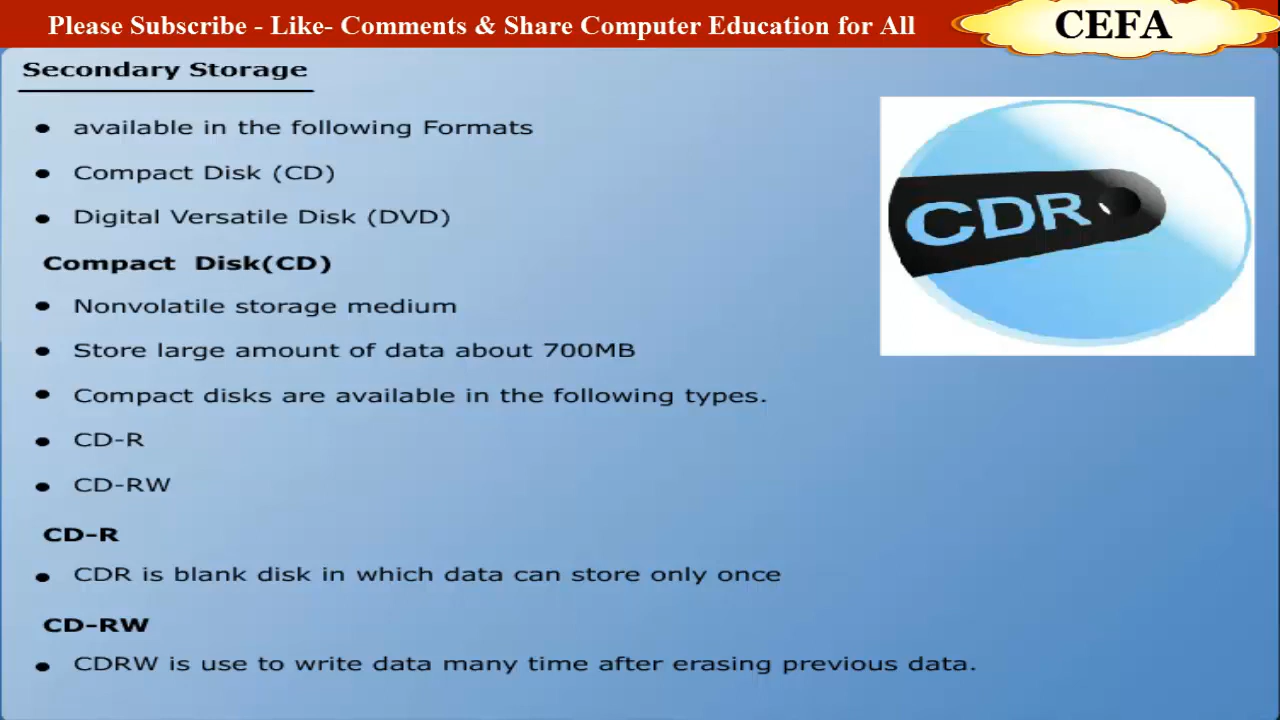 Please Subscribe - Like- Comments & Share Computer Education for All
CEFA
Secondary Storage
available in the following Formats
Compact Disk (CD)
Digital Versatile Disk (DVD)
Compact Disk(CD)
Nonvolatile storage medium
Store large amount of data about 700MB
Compact disks are available in the following types.
CD-R
CD-RW
CD-R
CDR is blank disk in which data can store only once
CD-RW
CDRW is use to write data many time after erasing previous data.
CDR